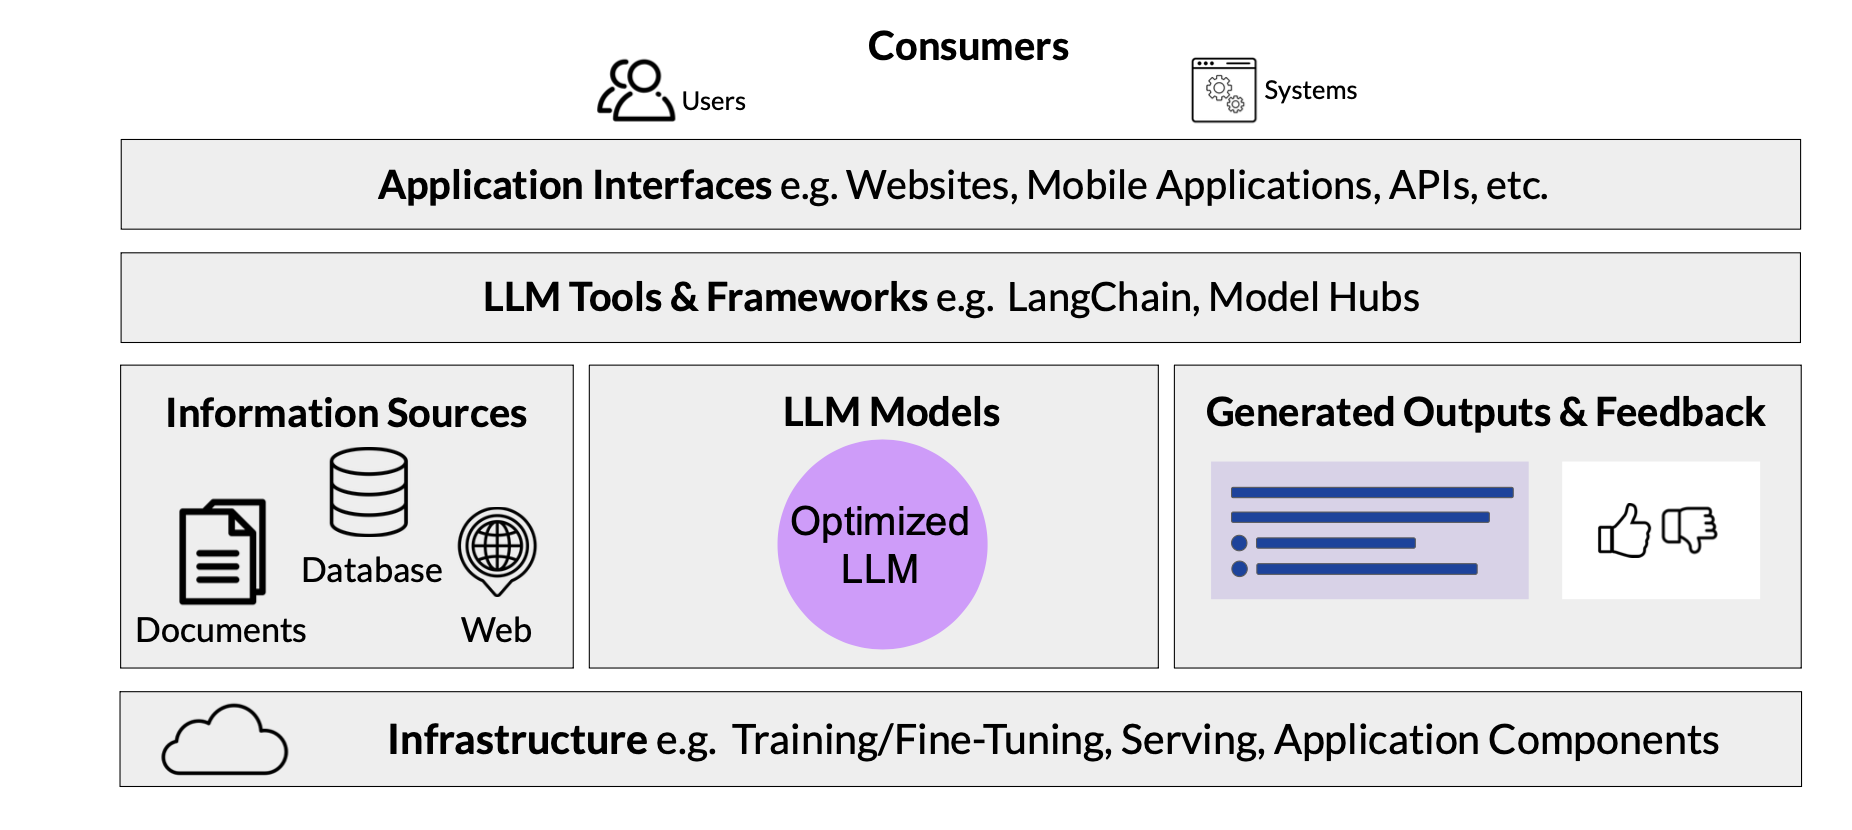 Consumers
Users
Systems
Application Interfaces e.g. Websites, Mobile Applications, APIs, etc.
LLM Tools & Frameworks e.g. LangChain, Model Hubs
Information Sources
Documents
Database
Web
LLM Models
Optimized
LLM
Generated Outputs & Feedback
Infrastructure e.g. Training/Fine-Tuning, Serving, Application Components